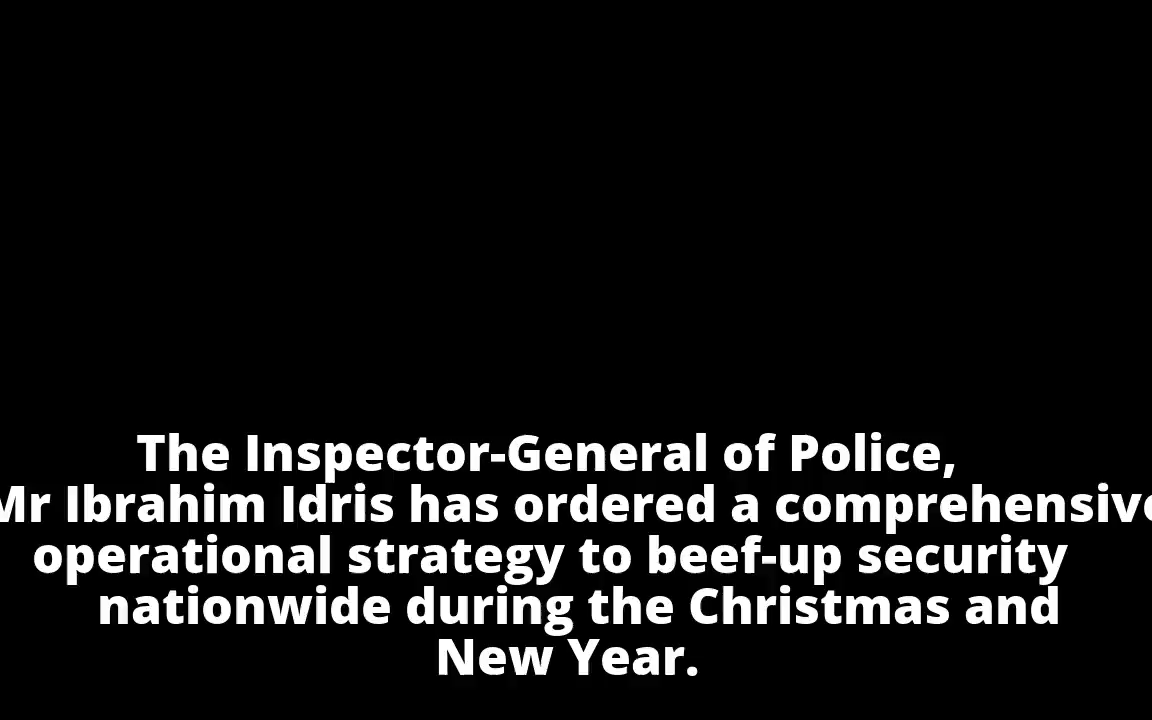 The Inspector-General of Police,
Mr Ibrahim Idris has ordered a comprehensive
operational strategy to beef-up security
nationwide during the Christmas and
New Year.